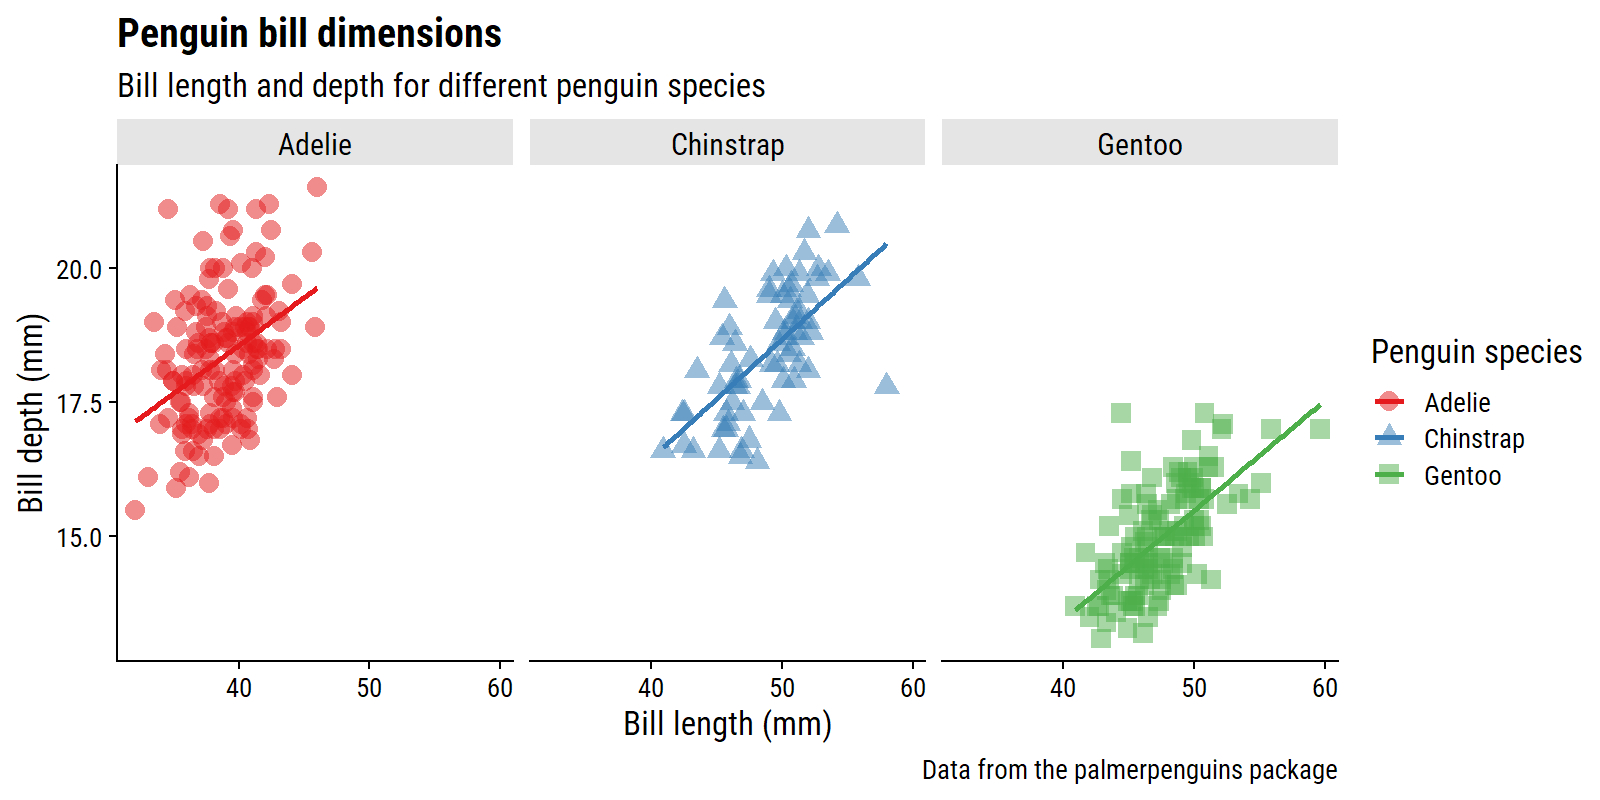 Penguin bill dimensions
Bill length and depth for different penguin species
Adelie
Chinstrap
Gentoo
Bill depth (mm)
20.0
17.5
15.0
40
50
60
40
50
60
40
50
60
Bill length (mm)
Penguin species
Adelie
Chinstrap
Gentoo
Data from the palmerpenguins package